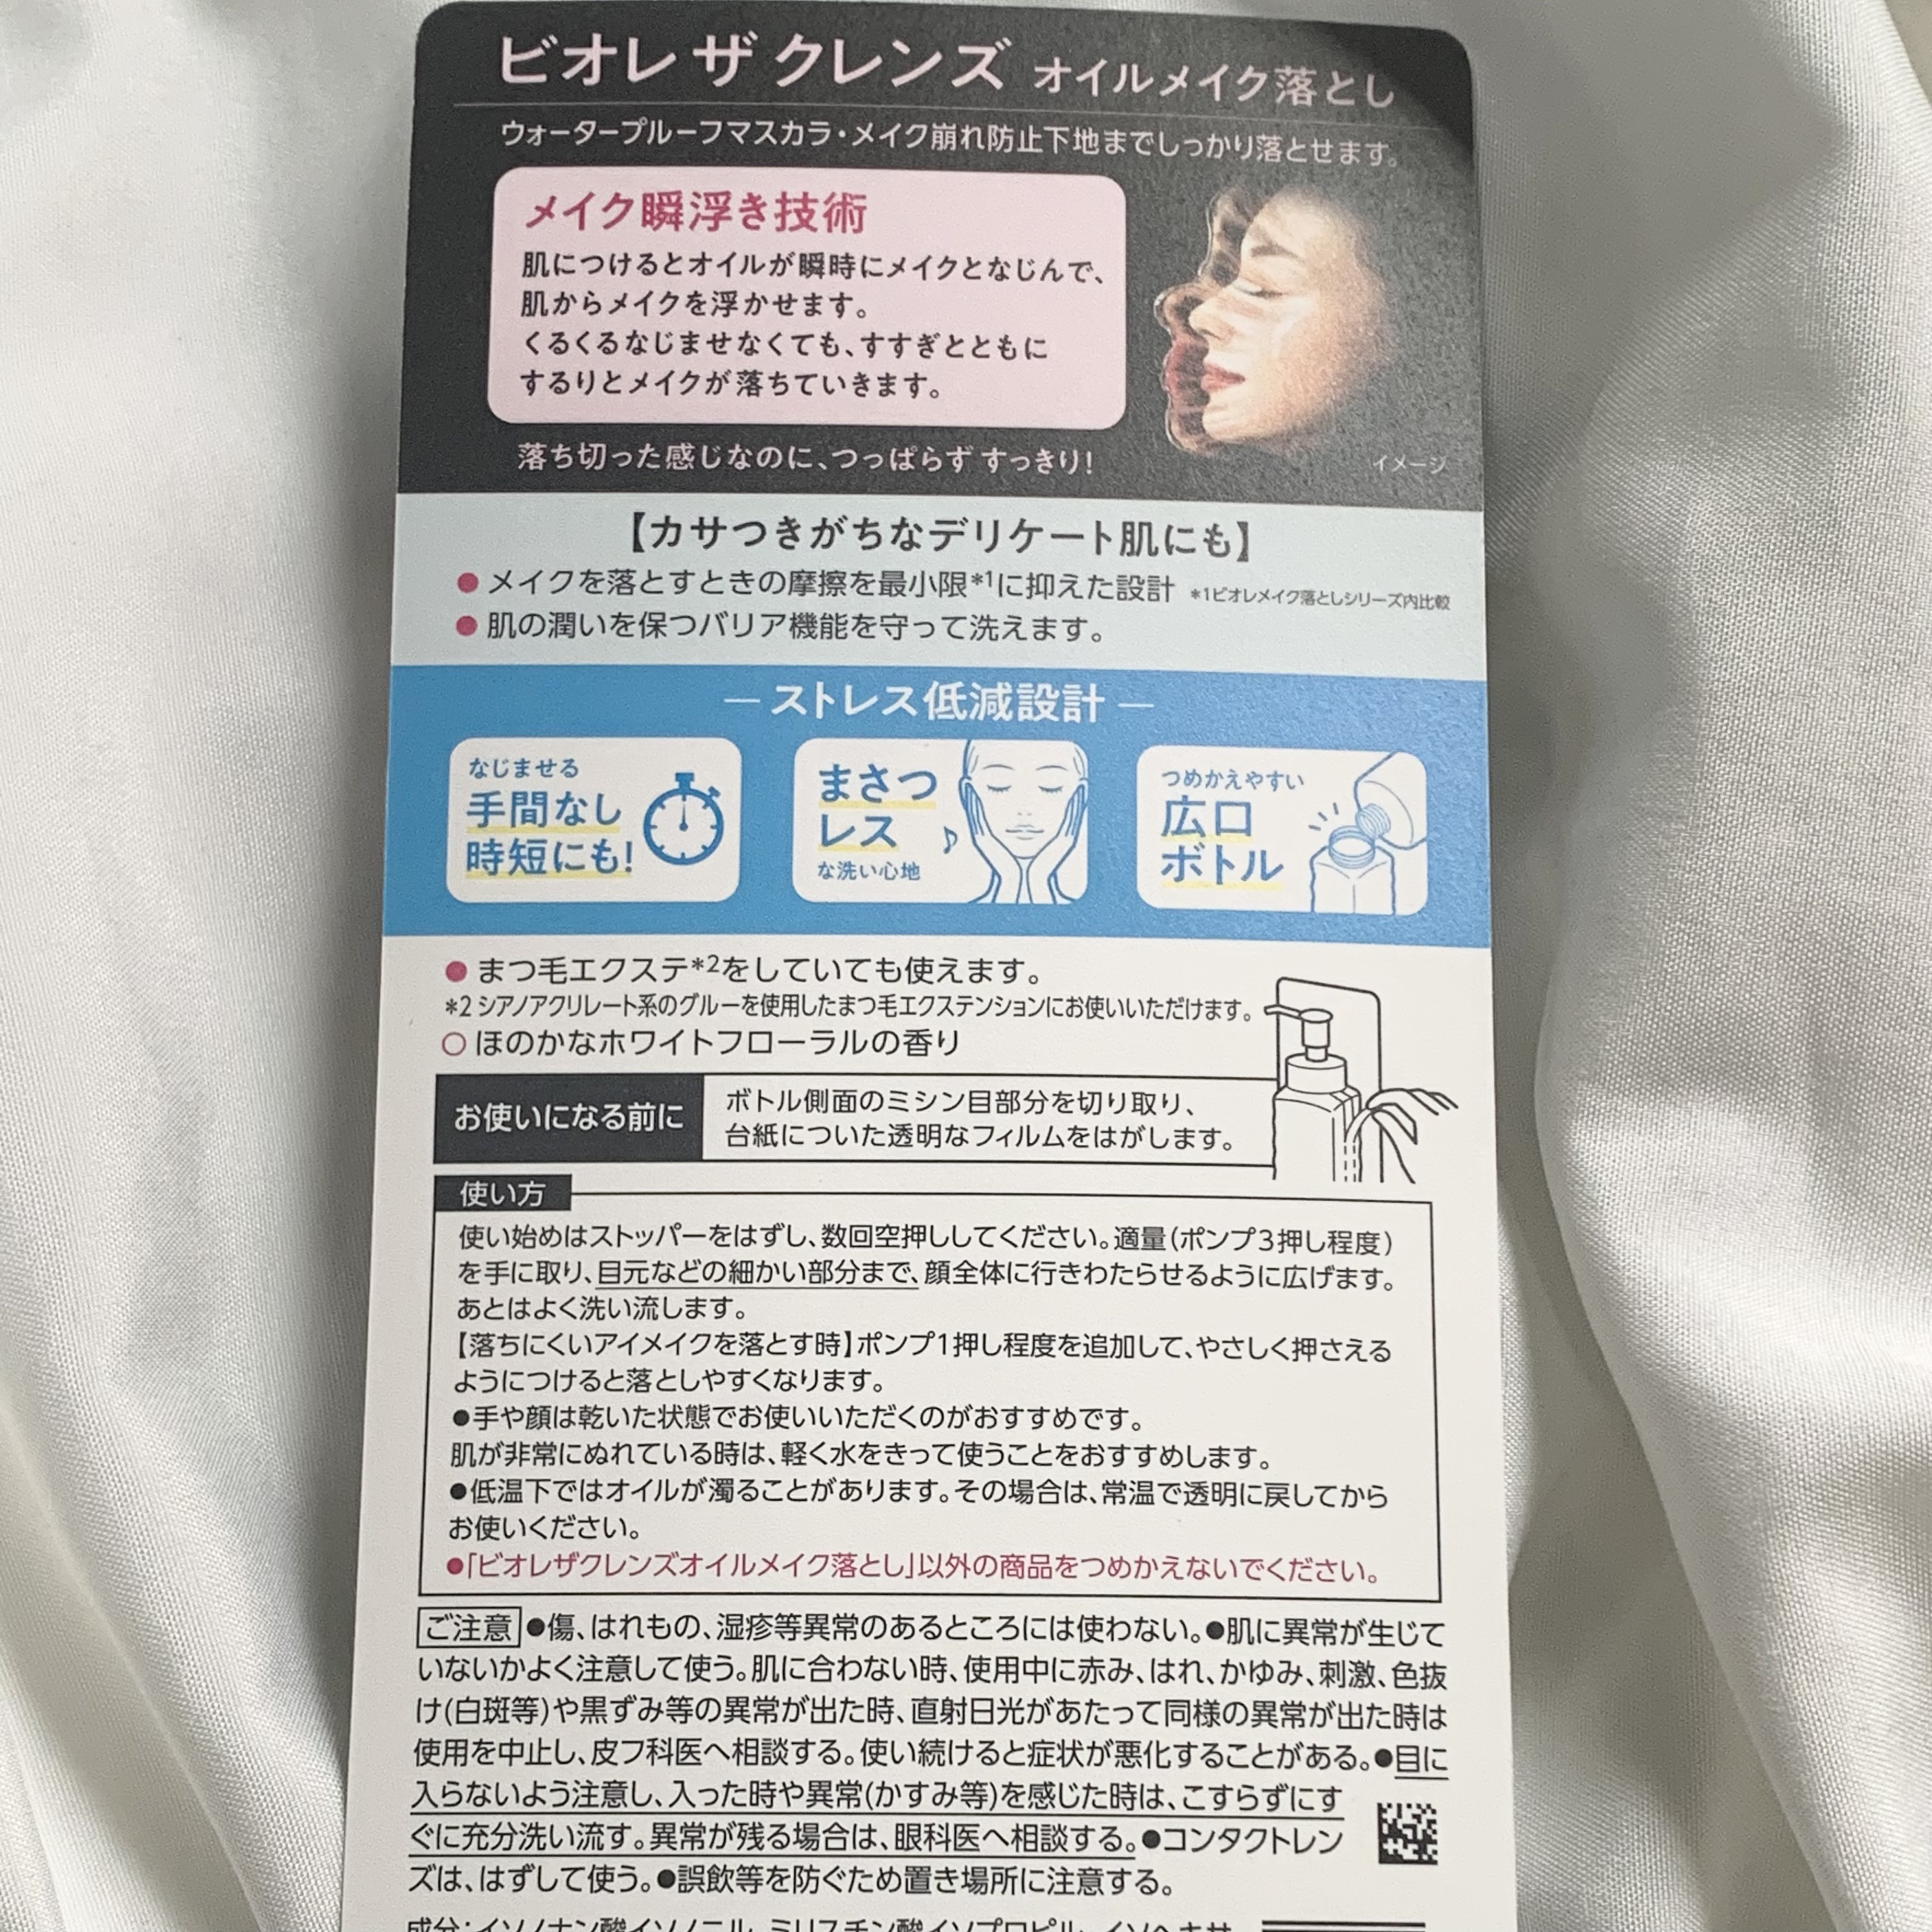 ビオレ ザ クレンズ オイルメイク落とし
ウォータープルーフマスカラ・メイク崩れ防止下地までしっかり落とせます。
メイク瞬浮き技術
肌につけるとオイルが瞬時にメイクとなじんで、
肌からメイクを浮かせます。
くるくるなじませなくても、すすぎとともに
するりとメイクが落ちていきます。
落ち切った感じなのに、つっぱらず すっきり!
イメージ
【カサつきがちなデリケート肌にも】
●メイクを落とすときの摩擦を最小限*1に抑えた設計 *1ビオレメイク落としシリーズ内比較
●肌の潤いを保つバリア機能を守って洗えます。
― ストレス低減設計 ―
なじませる
手間なし
時短にも!
まさつ
レス
な洗い心地
つめかえやすい
広口
ボトル
●まつ毛エクステ*2をしていても使えます。
*2 シアノアクリレート系のグルーを使用したまつ毛エクステンションにお使いいただけます。
○ほのかなホワイトフローラルの香り
お使いになる前に
ボトル側面のミシン目部分を切り取り、
台紙についた透明なフィルムをはがします。
使い方
使い始めはストッパーをはずし、数回空押ししてください。適量(ポンプ3押し程度)
を手に取り、目元などの細かい部分まで、顔全体に行きわたらせるように広げます。
あとはよく洗い流します。
【落ちにくいアイメイクを落とす時】ポンプ1押し程度を追加して、やさしく押さえる
ようにつけると落としやすくなります。
●手や顔は乾いた状態でお使いいただくのがおすすめです。
肌が非常にぬれている時は、軽く水をきって使うことをおすすめします。
●低温下ではオイルが濁ることがあります。その場合は、常温で透明に戻してから
お使いください。
●「ビオレザクレンズオイルメイク落とし」以外の商品をつめかえないでください。
ご注意 ●傷、はれもの、湿疹等異常のあるところには使わない。●肌に異常が生じて
いないかよく注意して使う。肌に合わない時、使用中に赤み、はれ、かゆみ、刺激、色抜
け(白斑等)や黒ずみ等の異常が出た時、直射日光があたって同様の異常が出た時は
使用を中止し、皮フ科医へ相談する。使い続けると症状が悪化することがある。●目に
入らないよう注意し、入った時や異常(かすみ等)を感じた時は、こすらずにす
ぐに充分洗い流す。異常が残る場合は、眼科医へ相談する。●コンタクトレン
ズは、はずして使う。●誤飲等を防ぐため置き場所に注意する。
成分:イソノナン酸イソノニル、ミリスチン酸イソプロピル、イソヘキサ